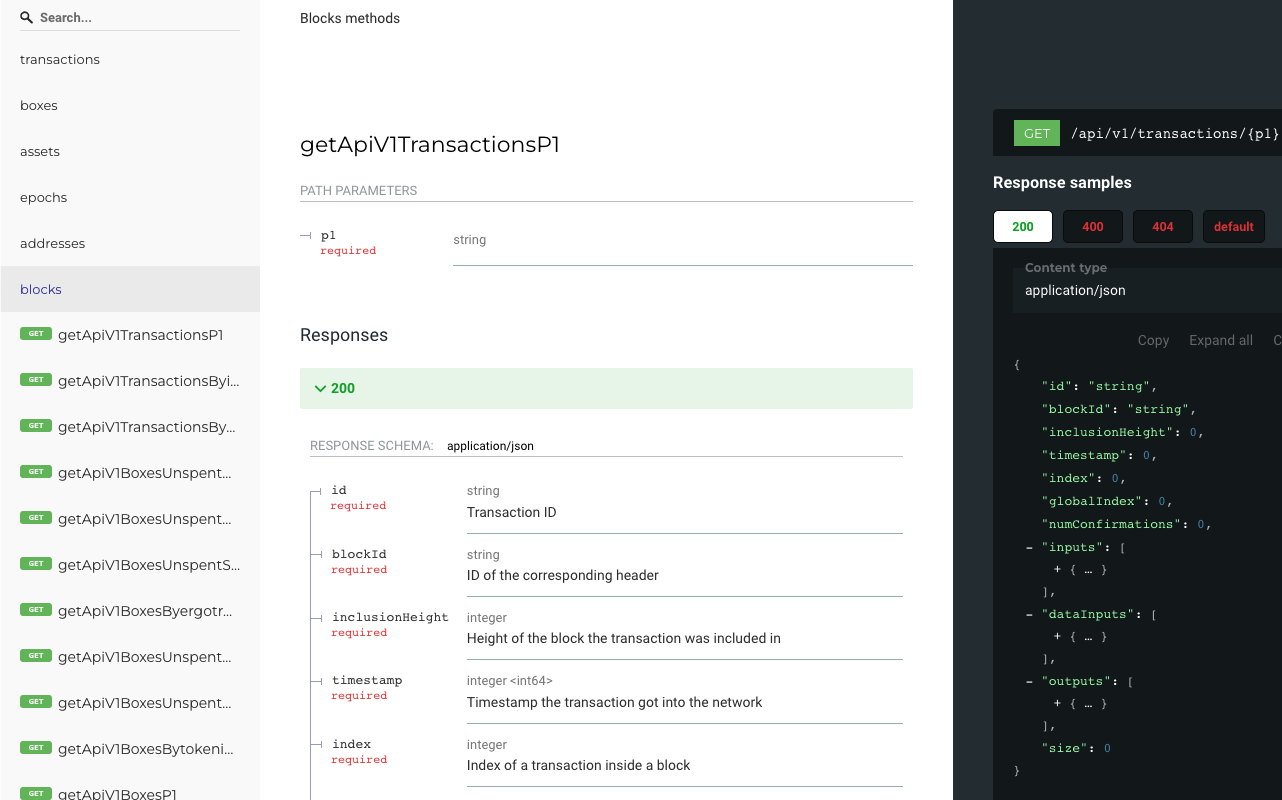 Search...
transactions
boxes
assets
epochs
addresses
blocks
GET getApiV1TransactionsP1
GET getApiV1TransactionsByi...
GET getApiV1TransactionsBy...
GET getApiV1BoxesUnspent...
GET getApiV1BoxesUnspent...
GET getApiV1BoxesUnspentS...
GET getApiV1BoxesByergotr...
GET getApiV1BoxesUnspent...
GET getApiV1BoxesUnspent...
GET getApiV1BoxesBytokeni...
GET getApiV1BoxesP1
Blocks methods
getApiV1TransactionsP1
PATH PARAMETERS
p1
required
string
Responses
200
RESPONSE SCHEMA: application/json
id
required
string
Transaction ID
blockId
required
string
ID of the corresponding header
inclusionHeight
required
integer
Height of the block the transaction was included in
timestamp
required
integer <int64>
Timestamp the transaction got into the network
index
required
integer
Index of a transaction inside a block
GET /api/v1/transactions/{p1}
Response samples
200 400 404 default
Content type
application/json
Copy Expand all C
{
"id": "string",
"blockId": "string",
"inclusionHeight": 0,
"timestamp": 0,
"index": 0,
"globalIndex": 0,
"numConfirmations": 0,
- "inputs": [
+ { … }
],
- "dataInputs": [
+ { … }
],
- "outputs": [
+ { … }
],
"size": 0
}